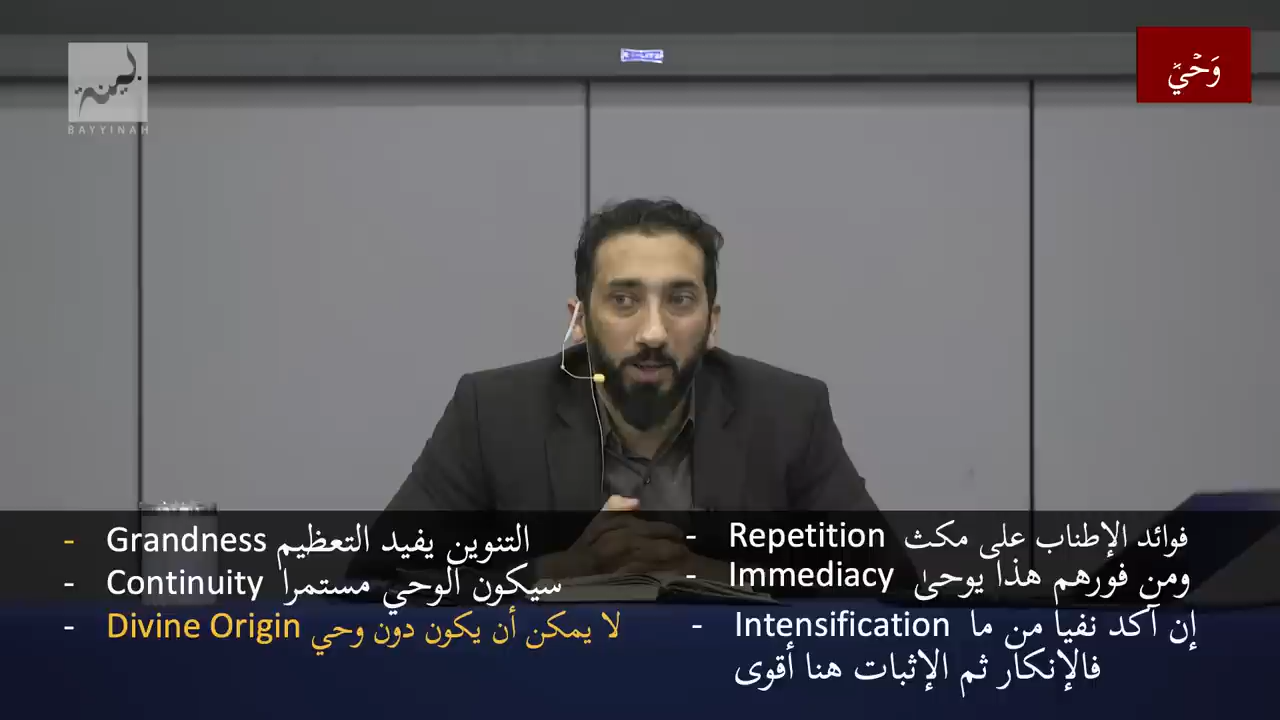 بينة
BAYYINAH
وَحْيٌ
- Grandness التنوين يفيد التعظيم
- Continuity سيكون الوحي مستمرا
- Divine Origin لا يمكن أن يكون دون وحي
- Repetition فوائد الإطناب على مكث
- Immediacy ومن فورهم هذا يوحىٰ
- Intensification إن آكد نفيا من ما
فالإنكار ثم الإثبات هنا أقوى